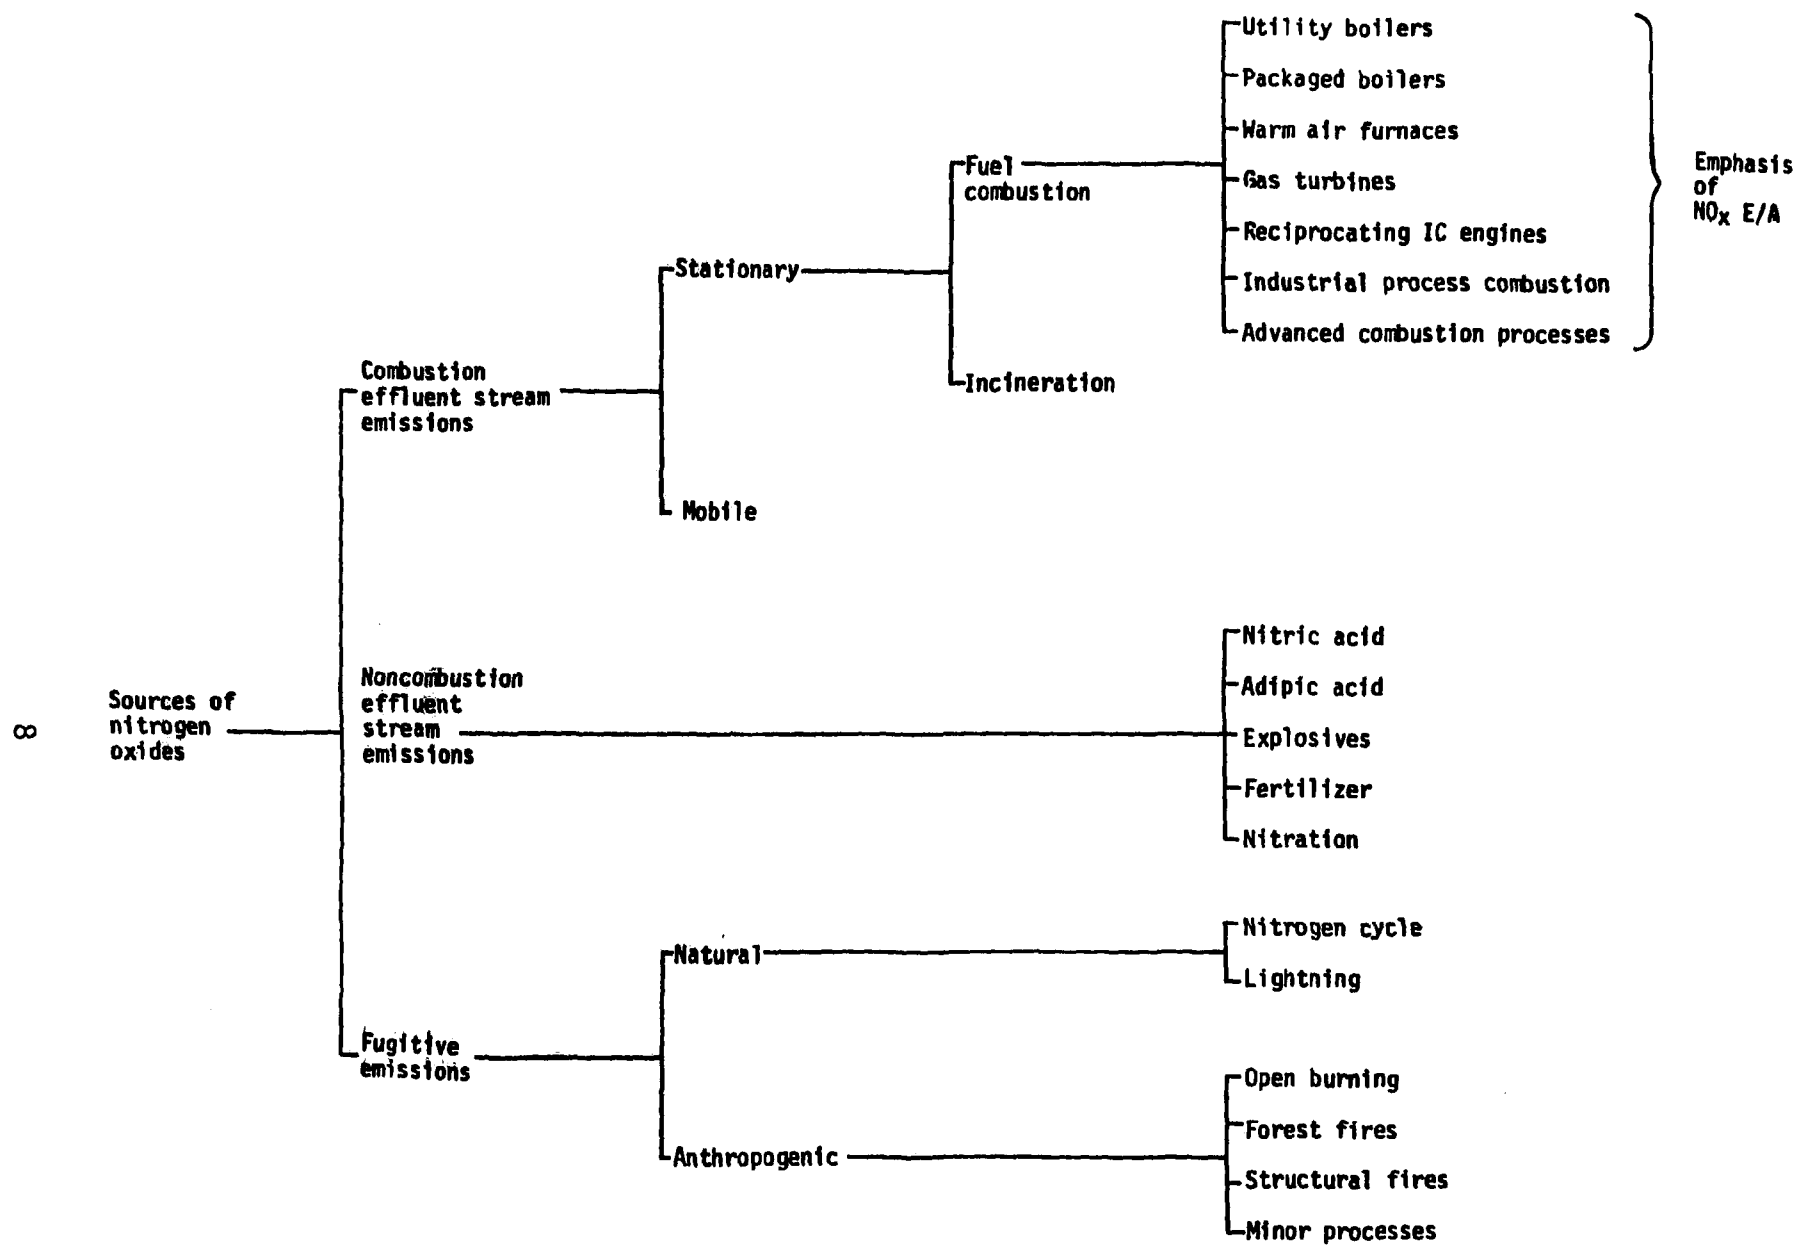 Utility boilers
Packaged boilers
Warm air furnaces
Gas turbines
Reciprocating IC engines
Industrial process combustion
Advanced combustion processes
Emphasis
of
NOx E/A
Fuel
combustion
Incineration
Stationary
Mobile
Combustion
effluent stream
emissions
Noncombustion
effluent
stream
emissions
Sources of
nitrogen
oxides
8
Nitric acid
Adipic acid
Explosives
Fertilizer
Nitration
Fugitive
emissions
Natural
Nitrogen cycle
Lightning
Anthropogenic
Open burning
Forest fires
Structural fires
Minor processes